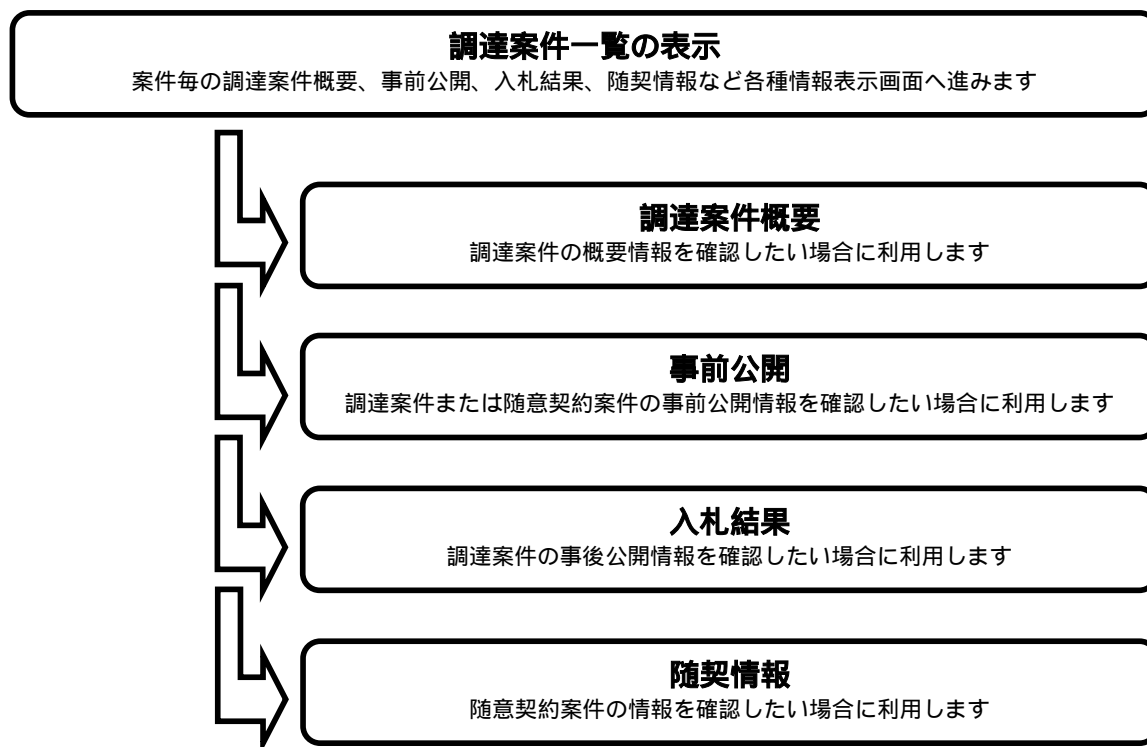 調達案件一覧の表示
案件毎の調達案件概要、事前公開、入札結果、随契情報など各種情報表示画面へ進みます
調達案件概要
調達案件の概要情報を確認したい場合に利用します
事前公開
調達案件または随意契約案件の事前公開情報を確認したい場合に利用します
入札結果
調達案件の事後公開情報を確認したい場合に利用します
随契情報
随意契約案件の情報を確認したい場合に利用します